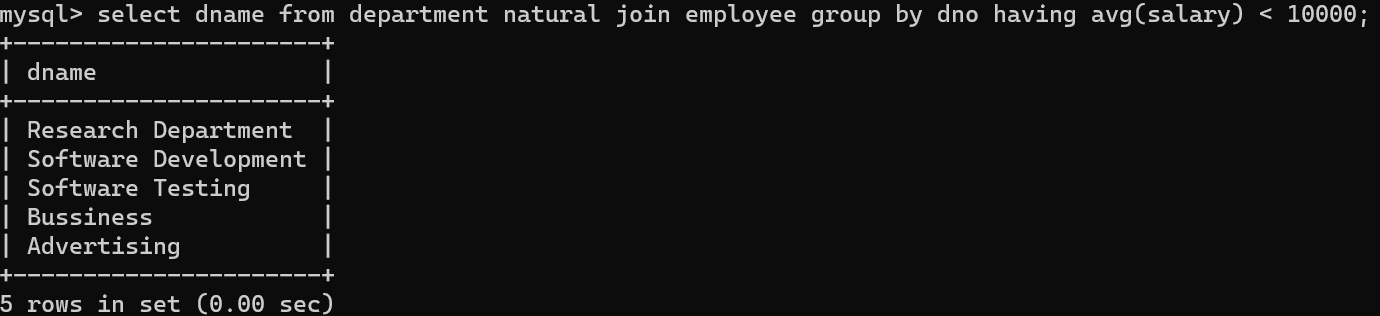 mysql> select dname from department natural join employee group by dno having avg(salary) < 10000;
+----------------------+
| dname                |
+----------------------+
| Research Department  |
| Software Development |
| Software Testing     |
| Bussiness            |
| Advertising          |
+----------------------+
5 rows in set (0.00 sec)